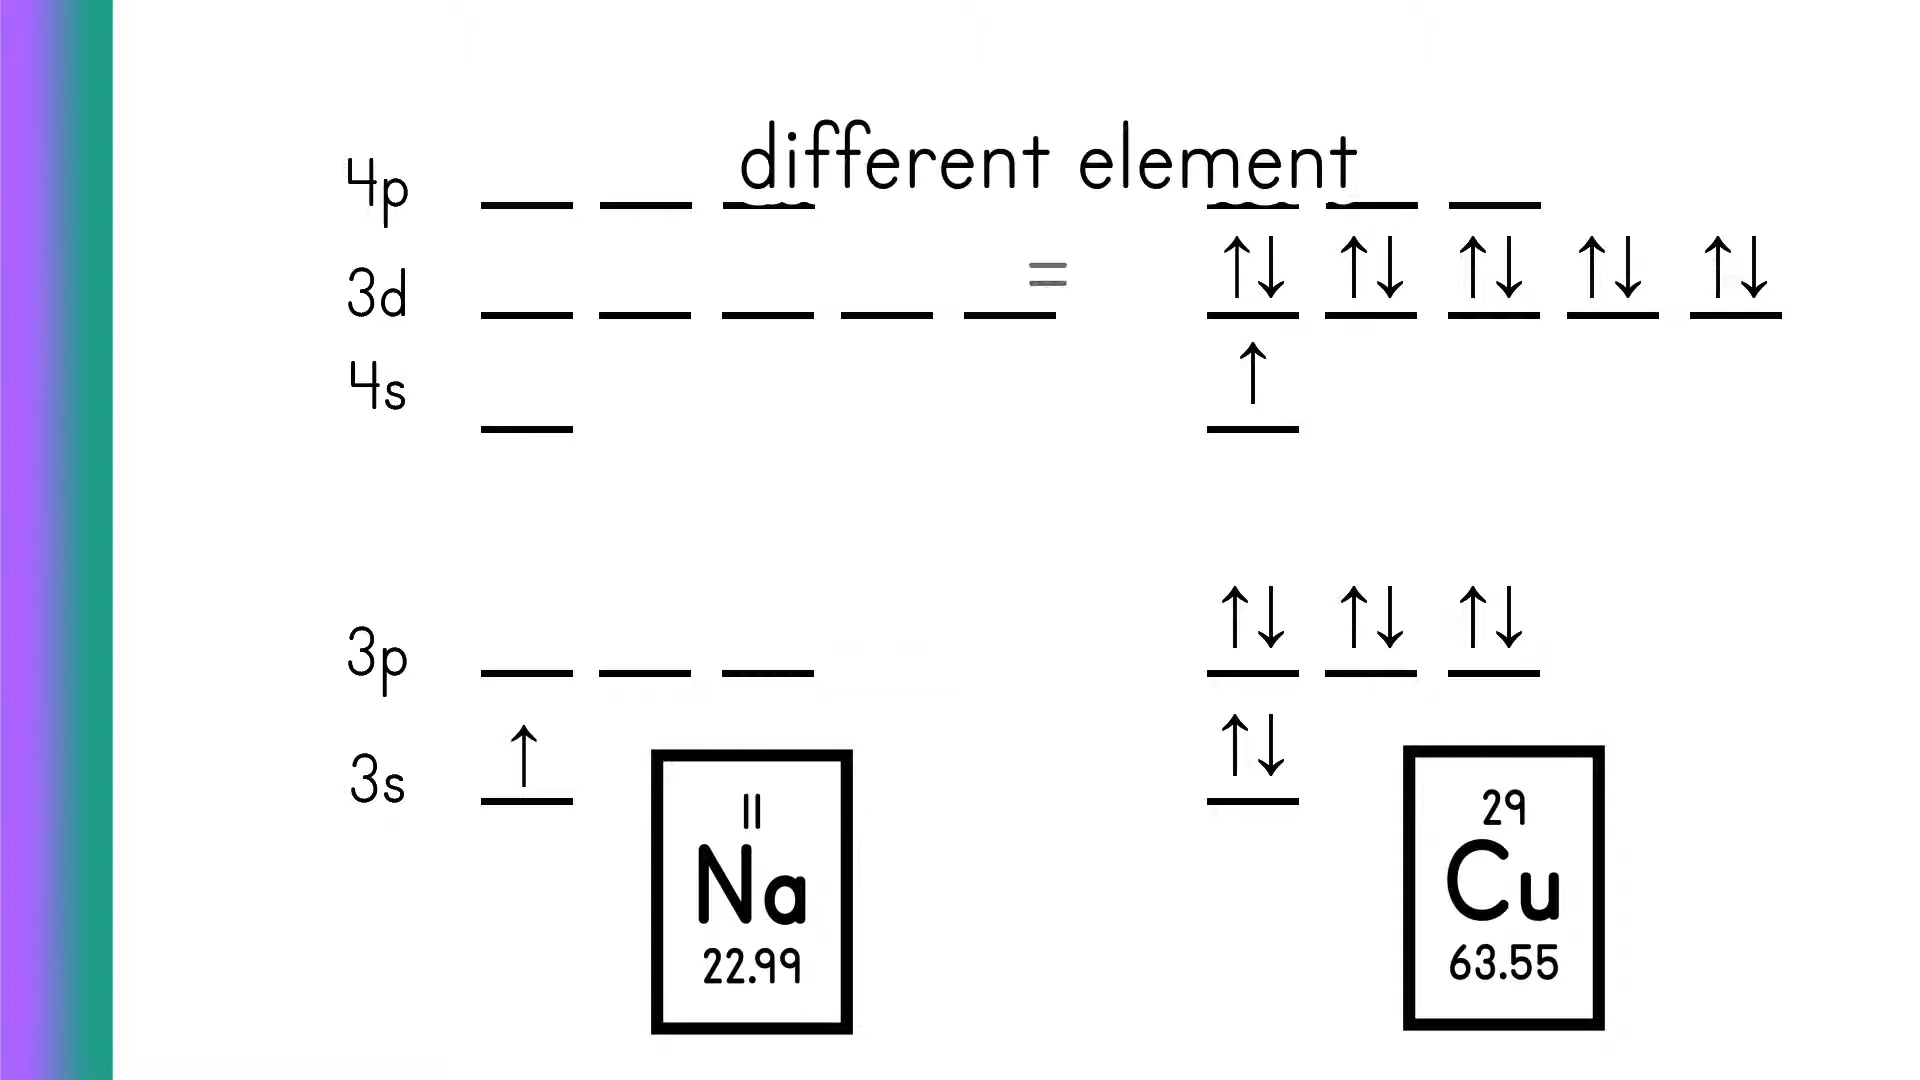 different element
4p
3d
=
↑↓ ↑↓ ↑↓ ↑↓ ↑↓
4s
↑
3p
↑↓ ↑↓ ↑↓
3s
↑
↑↓
11
Na
22.99
29
Cu
63.55